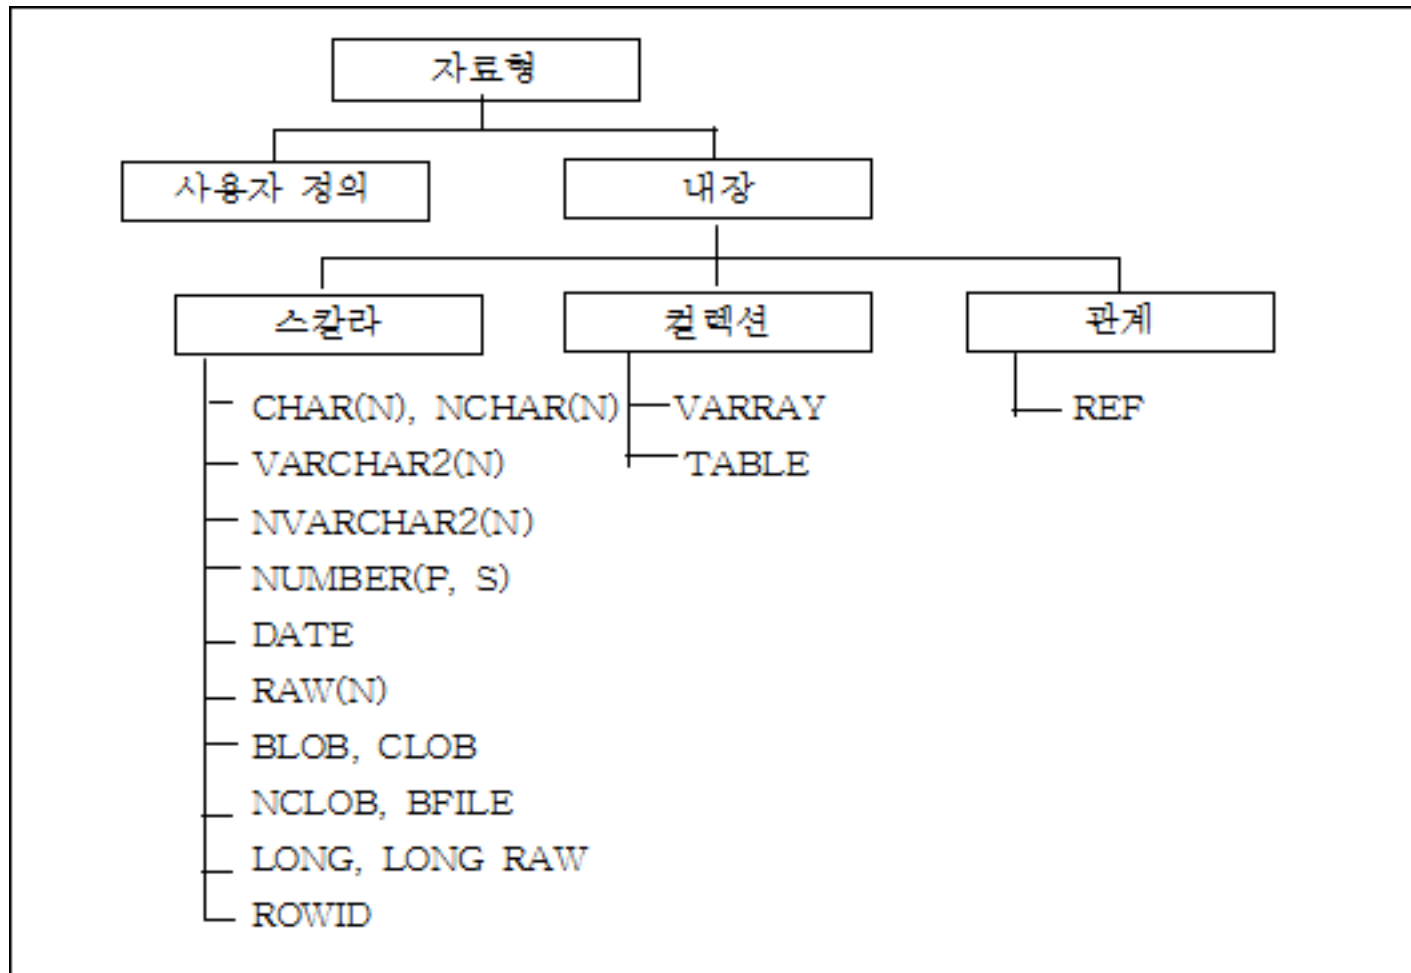 자료형
사용자 정의
내장
스칼라
컬렉션
관계
CHAR(N), NCHAR(N)
VARRAY
REF
VARCHAR2(N)
TABLE
NVARCHAR2(N)
NUMBER(P, S)
DATE
RAW(N)
BLOB, CLOB
NCLOB, BFILE
LONG, LONG RAW
ROWID